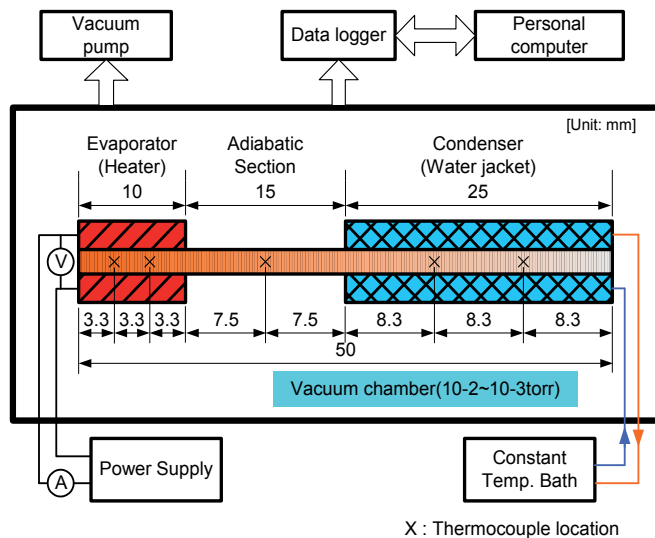 Vacuum
pump
Data logger
Personal
computer
[Unit: mm]
Evaporator
(Heater)
Adiabatic
Section
Condenser
(Water jacket)
10
15
25
V
3.3
3.3
3.3
7.5
7.5
8.3
8.3
8.3
50
Vacuum chamber(10-2~10-3torr)
A
Power Supply
Constant
Temp. Bath
X : Thermocouple location